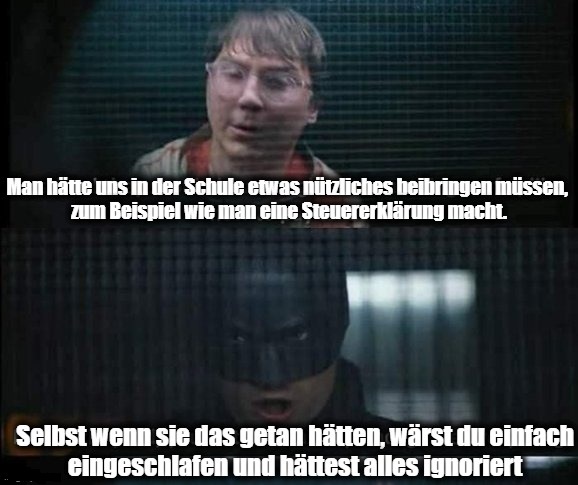 Man hätte uns in der Schule etwas nützliches beibringen müssen,
zum Beispiel wie man eine Steuererklärung macht.
Selbst wenn sie das getan hätten, wärst du einfach
eingeschlafen und hättest alles ignoriert